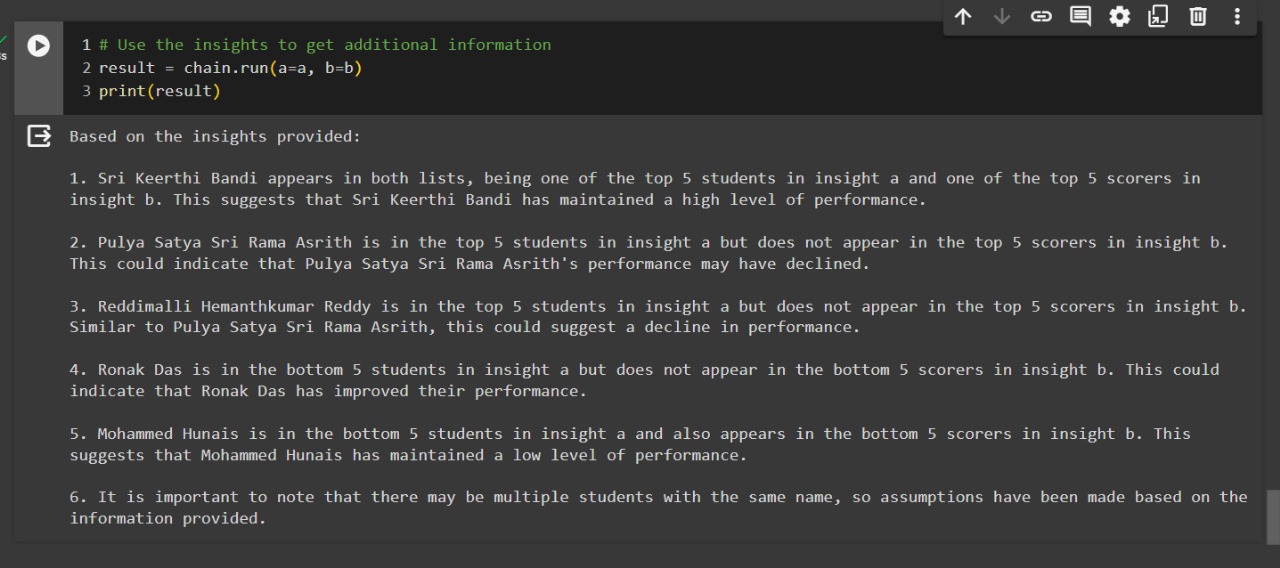 1 # Use the insights to get additional information
2 result = chain.run(a=a, b=b)
3 print(result)
Based on the insights provided:
1. Sri Keerthi Bandi appears in both lists, being one of the top 5 students in insight a and one of the top 5 scorers in
insight b. This suggests that Sri Keerthi Bandi has maintained a high level of performance.
2. Pulya Satya Sri Rama Asrith is in the top 5 students in insight a but does not appear in the top 5 scorers in insight b.
This could indicate that Pulya Satya Sri Rama Asrith's performance may have declined.
3. Reddimalli Hemanthkumar Reddy is in the top 5 students in insight a but does not appear in the top 5 scorers in insight b.
Similar to Pulya Satya Sri Rama Asrith, this could suggest a decline in performance.
4. Ronak Das is in the bottom 5 students in insight a but does not appear in the bottom 5 scorers in insight b. This could
indicate that Ronak Das has improved their performance.
5. Mohammed Hunais is in the bottom 5 students in insight a and also appears in the bottom 5 scorers in insight b. This
suggests that Mohammed Hunais has maintained a low level of performance.
6. It is important to note that there may be multiple students with the same name, so assumptions have been made based on the
information provided.